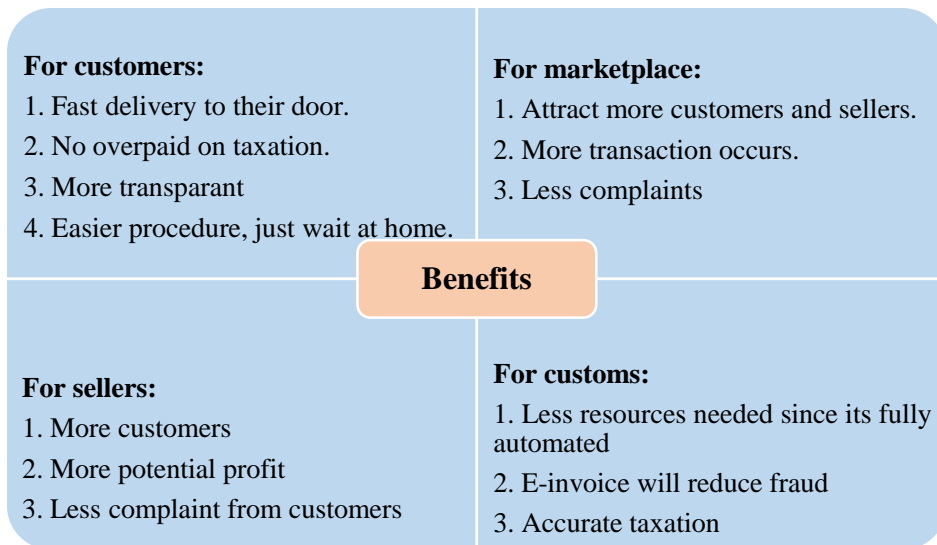 For customers:
1. Fast delivery to their door.
2. No overpaid on taxation.
3. More transparant
4. Easier procedure, just wait at home.
For marketplace:
1. Attract more customers and sellers.
2. More transaction occurs.
3. Less complaints
Benefits
For sellers:
1. More customers
2. More potential profit
3. Less complaint from customers
For customs:
1. Less resources needed since its fully
automated
2. E-invoice will reduce fraud
3. Accurate taxation